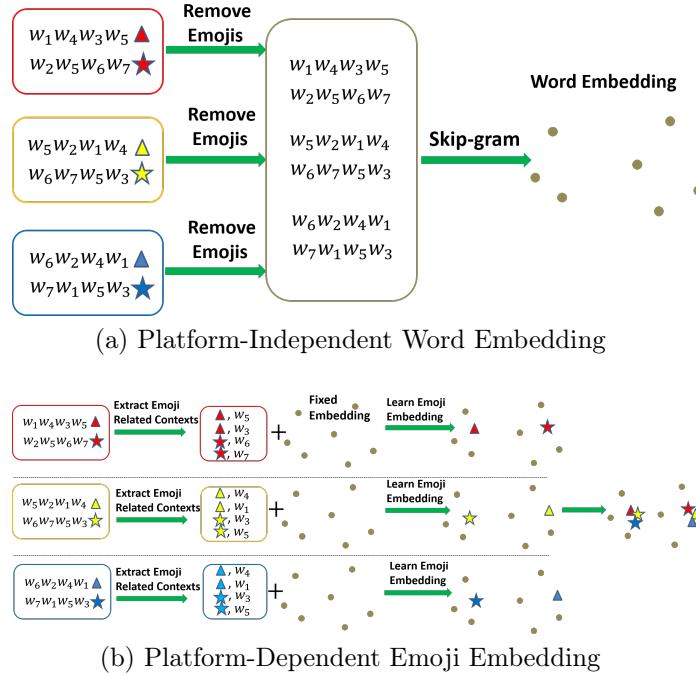 Remove
Emojis
w₁w₄w₃w₅
w₂w₅w₆w₇
Remove
Emojis
w₅w₂w₁w₄
w₆w₇w₅w₃
Remove
Emojis
w₆w₂w₄w₁
w₇w₁w₅w₃
w₁w₄w₃w₅
w₂w₅w₆w₇
w₅w₂w₁w₄
w₆w₇w₅w₃
w₆w₂w₄w₁
w₇w₁w₅w₃
Skip-gram
Word Embedding
(a) Platform-Independent Word Embedding
w₁w₄w₃w₅
w₂w₅w₆w₇
Extract Emoji
Related Contexts
, w₅
, w₃
, w₆
, w₇
+
Fixed
Embedding
Learn Emoji
Embedding
w₅w₂w₁w₄
w₆w₇w₅w₃
Extract Emoji
Related Contexts
, w₄
, w₁
, w₃
, w₅
+
Learn Emoji
Embedding
w₆w₂w₄w₁
w₇w₁w₅w₃
Extract Emoji
Related Contexts
, w₄
, w₁
, w₃
, w₅
+
Learn Emoji
Embedding
(b) Platform-Dependent Emoji Embedding